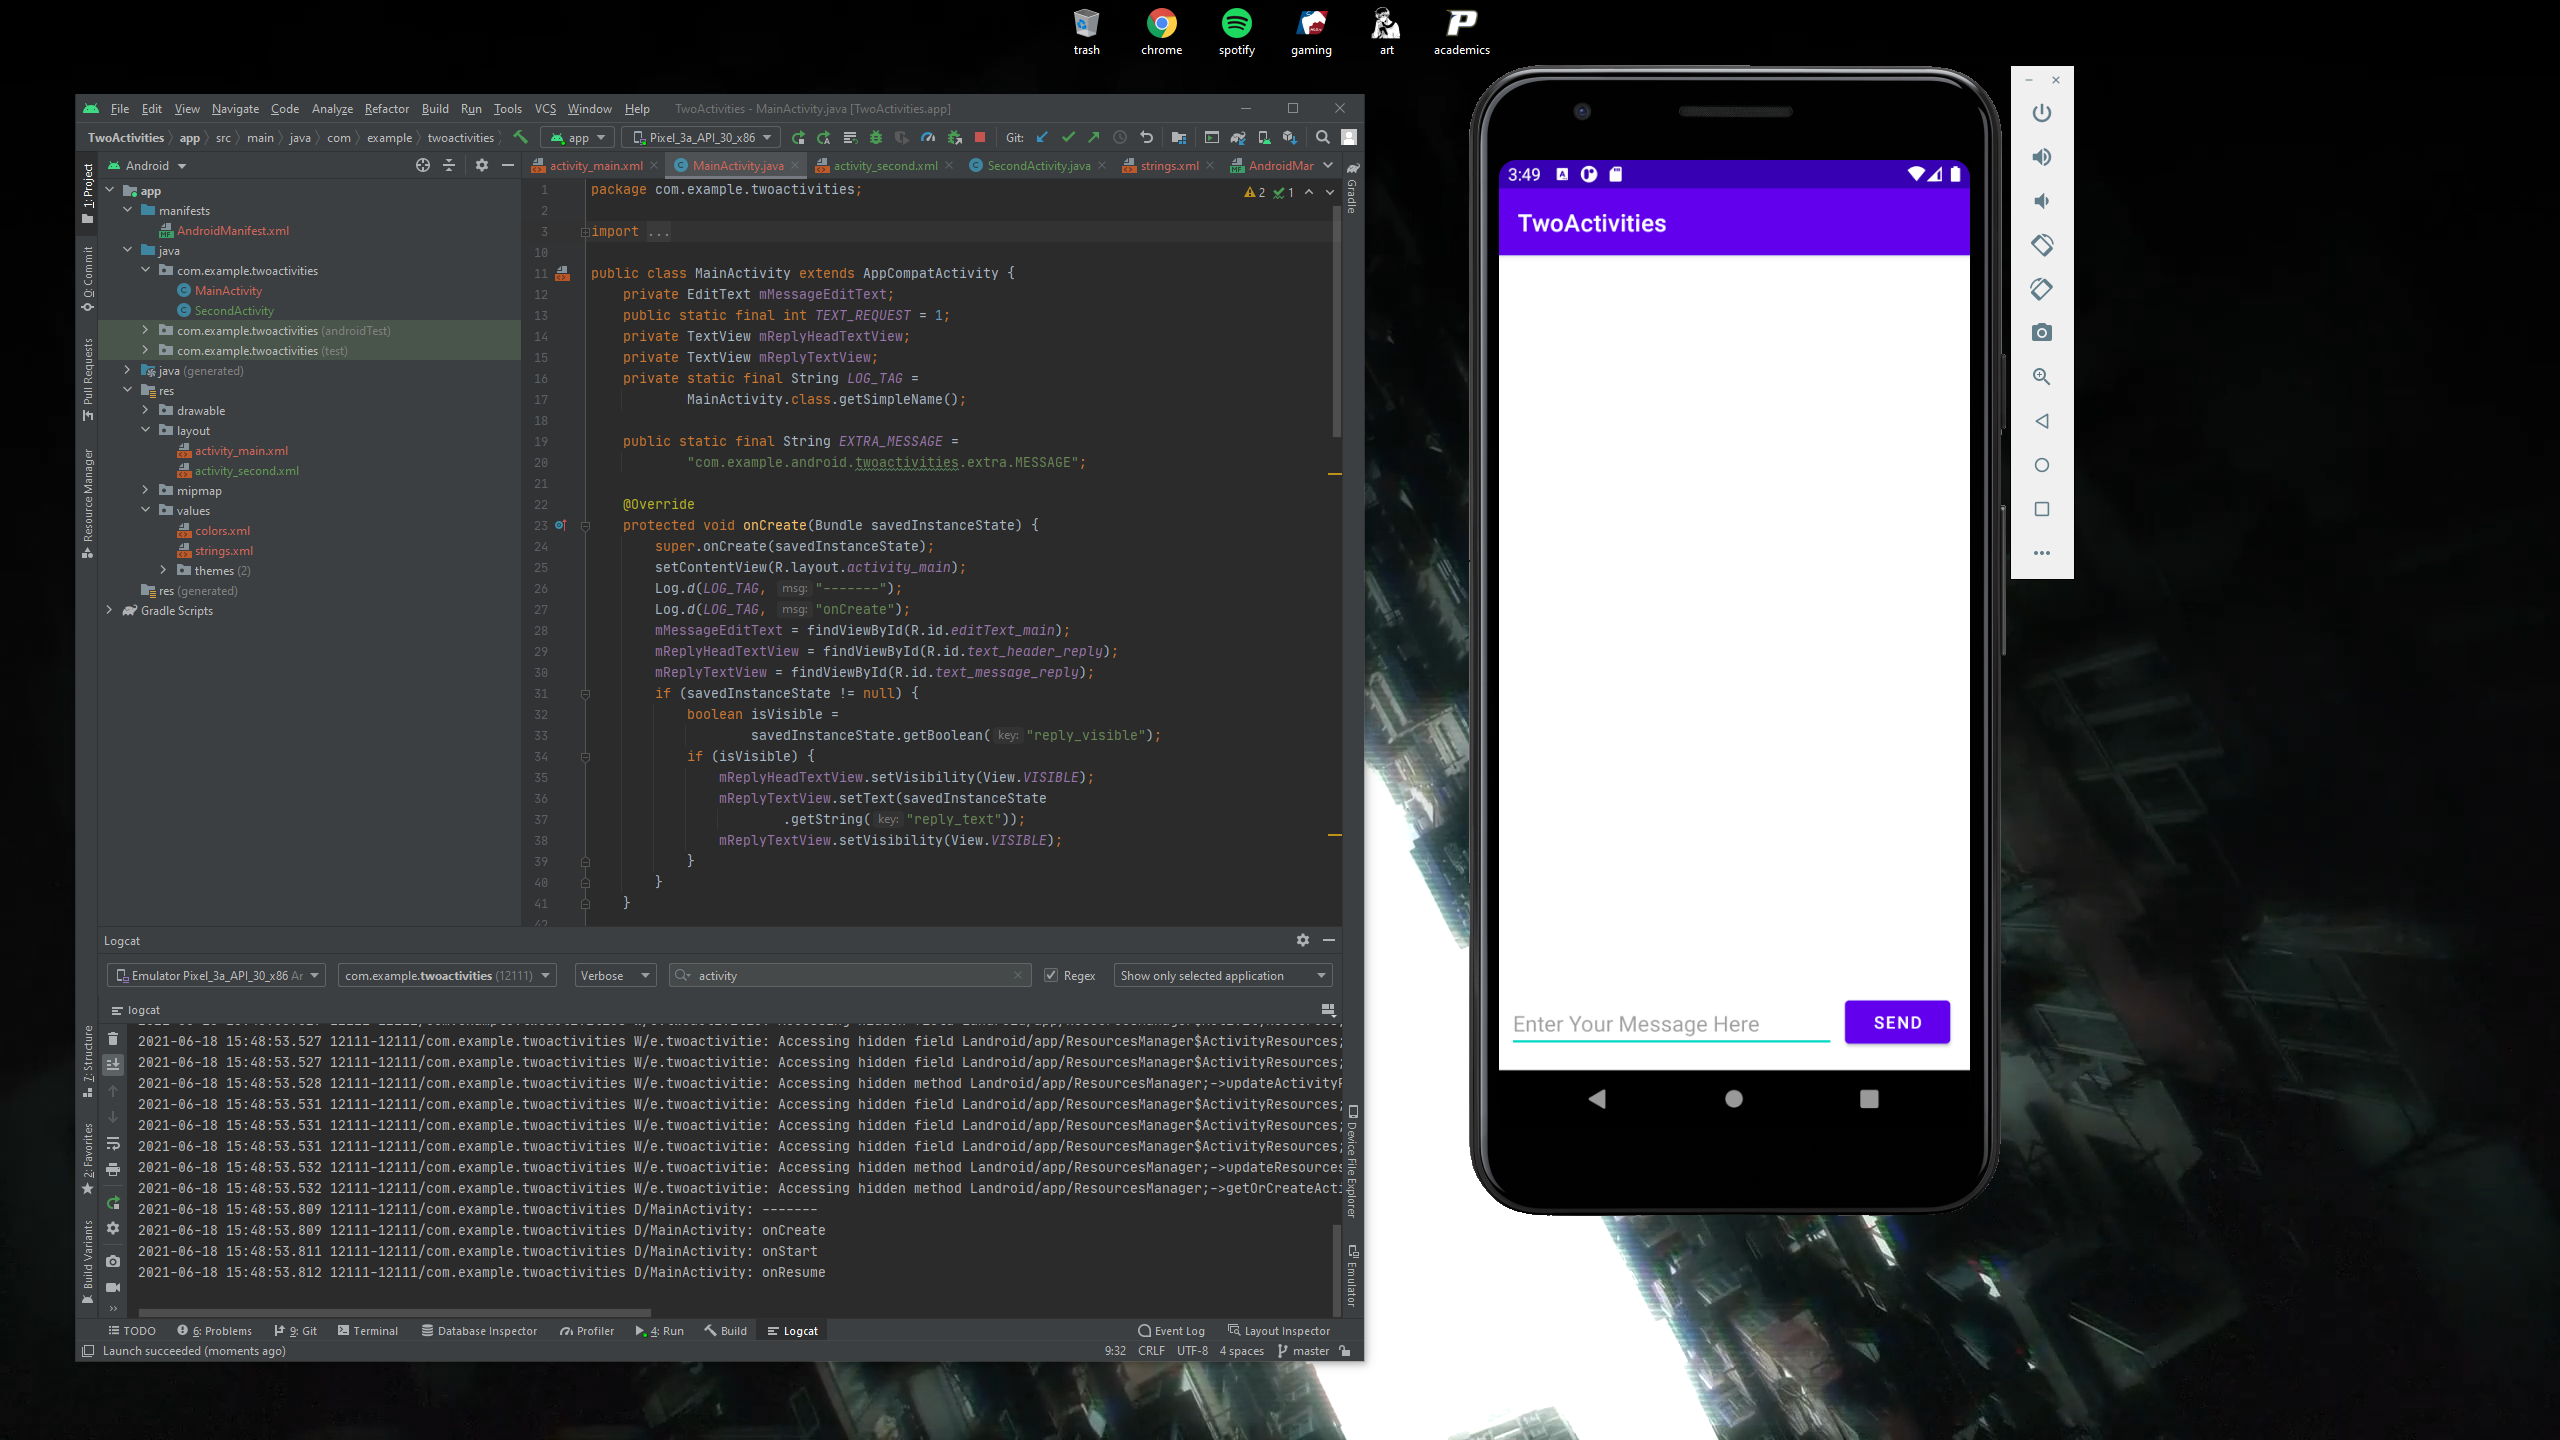 trash
chrome
spotify
gaming
art
academics
File Edit View Navigate Code Analyze Refactor Build Run Tools VCS Window Help TwoActivities - MainActivity.java [TwoActivities.app]
TwoActivities app src main java com example twoactivities app Pixel_3a_API_30_x86 Git:
Android
activity_main.xml MainActivity.java activity_second.xml SecondActivity.java strings.xml AndroidMar
1: Project
0: Commit
Pull Requests
Resource Manager
7: Structure
2: Favorites
Build Variants
app
manifests
AndroidManifest.xml
java
com.example.twoactivities
MainActivity
SecondActivity
com.example.twoactivities (androidTest)
com.example.twoactivities (test)
java (generated)
res
drawable
layout
activity_main.xml
activity_second.xml
mipmap
values
colors.xml
strings.xml
themes (2)
res (generated)
Gradle Scripts
2 1
1 package com.example.twoactivities;
2
3 import ...
10
11 public class MainActivity extends AppCompatActivity {
12 private EditText mMessageEditText;
13 public static final int TEXT_REQUEST = 1;
14 private TextView mReplyHeadTextView;
15 private TextView mReplyTextView;
16 private static final String LOG_TAG =
17 MainActivity.class.getSimpleName();
18
19 public static final String EXTRA_MESSAGE =
20 "com.example.android.twoactivities.extra.MESSAGE";
21
22 @Override
23 protected void onCreate(Bundle savedInstanceState) {
24 super.onCreate(savedInstanceState);
25 setContentView(R.layout.activity_main);
26 Log.d(LOG_TAG, msg: "-------");
27 Log.d(LOG_TAG, msg: "onCreate");
28 mMessageEditText = findViewById(R.id.editText_main);
29 mReplyHeadTextView = findViewById(R.id.text_header_reply);
30 mReplyTextView = findViewById(R.id.text_message_reply);
31 if (savedInstanceState != null) {
32 boolean isVisible =
33 savedInstanceState.getBoolean( key: "reply_visible");
34 if (isVisible) {
35 mReplyHeadTextView.setVisibility(View.VISIBLE);
36 mReplyTextView.setText(savedInstanceState
37 .getString( key: "reply_text"));
38 mReplyTextView.setVisibility(View.VISIBLE);
39 }
40 }
41 }
42
Gradle
Device File Explorer
Emulator
Logcat
Emulator Pixel_3a_API_30_x86 Ar com.example.twoactivities (12111) Verbose activity Regex Show only selected application
logcat
2021-06-18 15:48:53.527 12111-12111/com.example.twoactivities W/e.twoactivitie: Accessing hidden field Landroid/app/ResourcesManager$ActivityResources;
2021-06-18 15:48:53.527 12111-12111/com.example.twoactivities W/e.twoactivitie: Accessing hidden field Landroid/app/ResourcesManager$ActivityResources;
2021-06-18 15:48:53.528 12111-12111/com.example.twoactivities W/e.twoactivitie: Accessing hidden method Landroid/app/ResourcesManager;->updateActivityR
2021-06-18 15:48:53.531 12111-12111/com.example.twoactivities W/e.twoactivitie: Accessing hidden field Landroid/app/ResourcesManager$ActivityResources;
2021-06-18 15:48:53.531 12111-12111/com.example.twoactivities W/e.twoactivitie: Accessing hidden field Landroid/app/ResourcesManager$ActivityResources;
2021-06-18 15:48:53.531 12111-12111/com.example.twoactivities W/e.twoactivitie: Accessing hidden field Landroid/app/ResourcesManager$ActivityResources;
2021-06-18 15:48:53.532 12111-12111/com.example.twoactivities W/e.twoactivitie: Accessing hidden method Landroid/app/ResourcesManager;->updateResources
2021-06-18 15:48:53.532 12111-12111/com.example.twoactivities W/e.twoactivitie: Accessing hidden method Landroid/app/ResourcesManager;->getOrCreateActi
2021-06-18 15:48:53.809 12111-12111/com.example.twoactivities D/MainActivity: -------
2021-06-18 15:48:53.809 12111-12111/com.example.twoactivities D/MainActivity: onCreate
2021-06-18 15:48:53.811 12111-12111/com.example.twoactivities D/MainActivity: onStart
2021-06-18 15:48:53.812 12111-12111/com.example.twoactivities D/MainActivity: onResume
TODO 6: Problems 9: Git Terminal Database Inspector Profiler 4: Run Build Logcat Event Log Layout Inspector
Launch succeeded (moments ago) 9:32 CRLF UTF-8 4 spaces master
3:49
TwoActivities
Enter Your Message Here
SEND